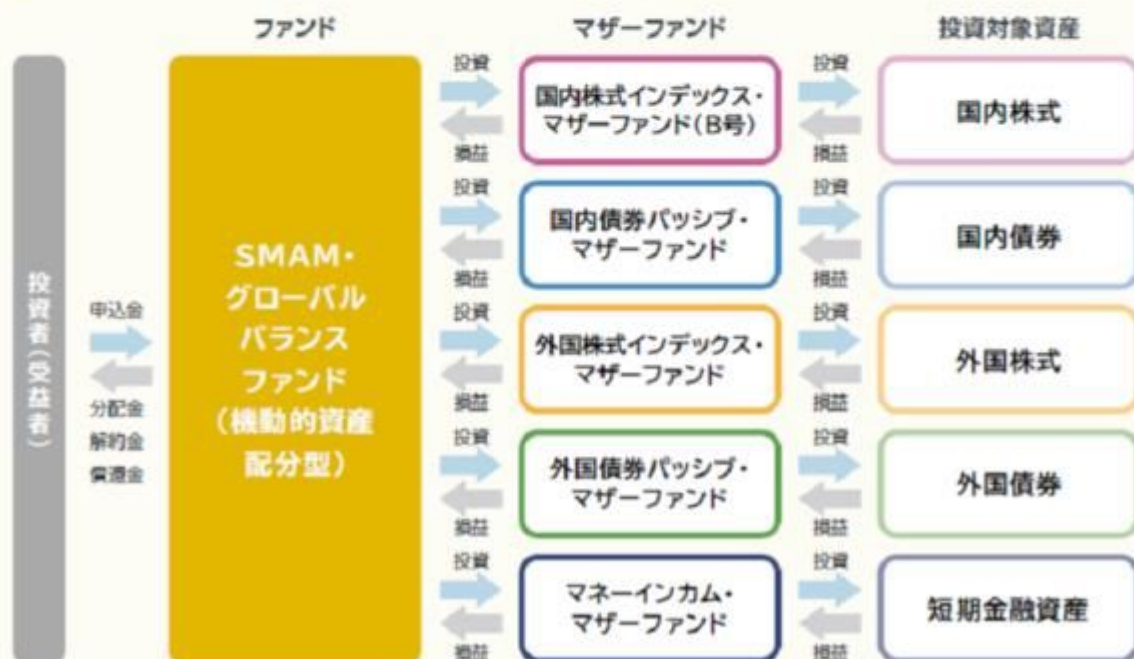 ファンド
マザーファンド
投資対象資産
投資者(受益者)
申込金
分配金
解約金
償還金
SMAM・
グローバル
バランス
ファンド
(機動的資産
配分型)
投資
損益
国内株式インデックス・
マザーファンド(B号)
投資
損益
国内株式
投資
損益
国内債券パッシブ・
マザーファンド
投資
損益
国内債券
投資
損益
外国株式インデックス・
マザーファンド
投資
損益
外国株式
投資
損益
外国債券パッシブ・
マザーファンド
投資
損益
外国債券
投資
損益
マネーインカム・
マザーファンド
投資
損益
短期金融資産